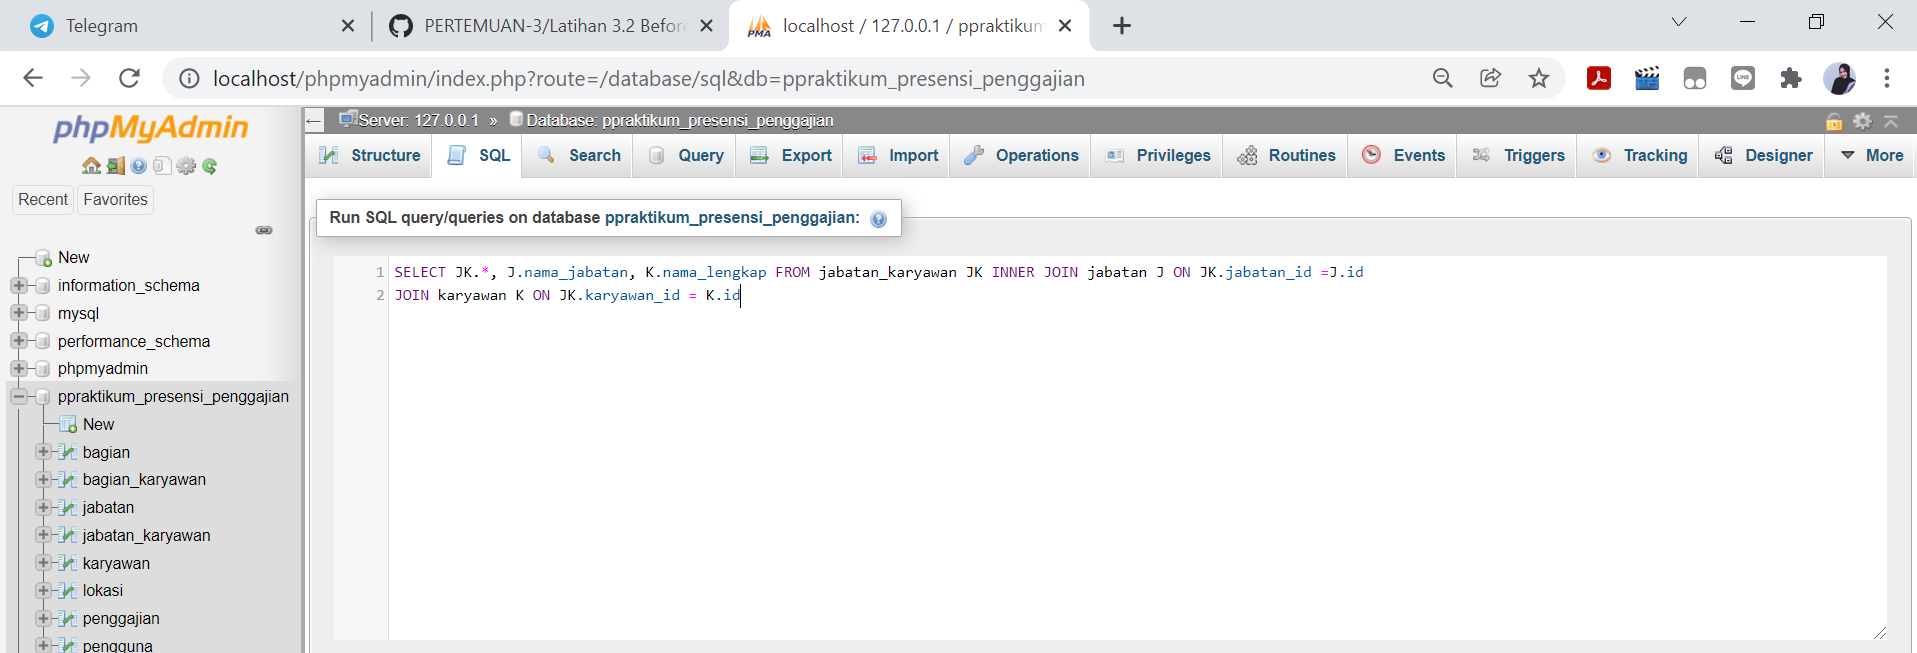 Telegram
PERTEMUAN-3/Latihan 3.2 Before
localhost / 127.0.0.1 / ppraktikum
localhost/phpmyadmin/index.php?route=/database/sql&db=ppraktikum_presensi_penggajian
phpMyAdmin
Recent Favorites
New
information_schema
mysql
performance_schema
phpmyadmin
ppraktikum_presensi_penggajian
New
bagian
bagian_karyawan
jabatan
jabatan_karyawan
karyawan
lokasi
penggajian
pengguna
Server: 127.0.0.1 » Database: ppraktikum_presensi_penggajian
Structure SQL Search Query Export Import Operations Privileges Routines Events Triggers Tracking Designer More
Run SQL query/queries on database ppraktikum_presensi_penggajian:
1 SELECT JK.*, J.nama_jabatan, K.nama_lengkap FROM jabatan_karyawan JK INNER JOIN jabatan J ON JK.jabatan_id =J.id
2 JOIN karyawan K ON JK.karyawan_id = K.id